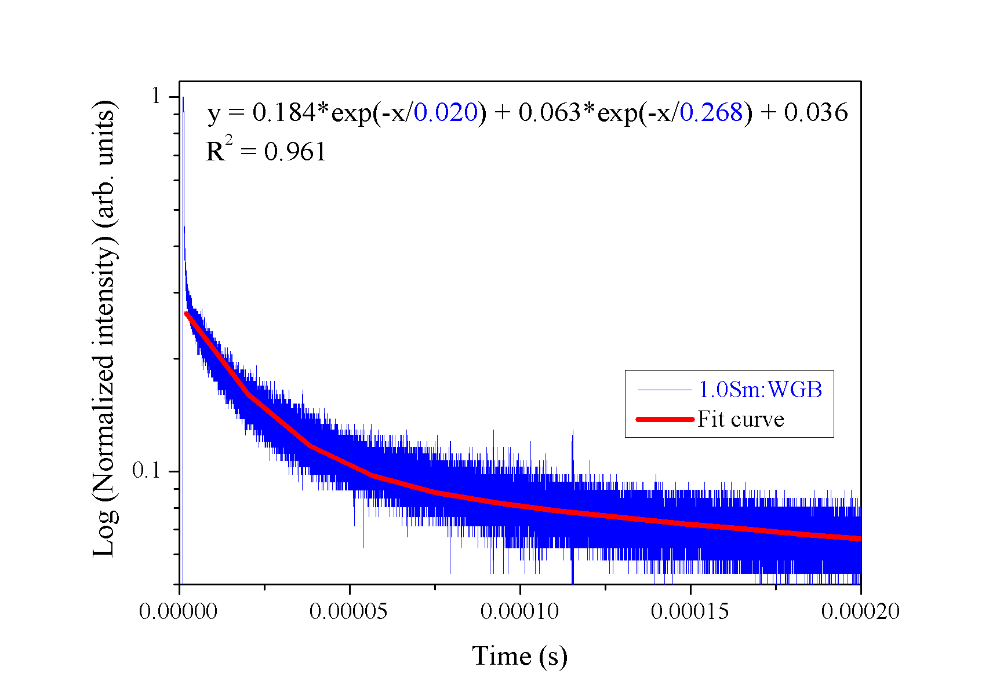 y = 0.184*exp(-x/0.020) + 0.063*exp(-x/0.268) + 0.036
R² = 0.961
1
0.1
Log (Normalized intensity) (arb. units)
1.0Sm:WGB
Fit curve
0.00000 0.00005 0.00010 0.00015 0.00020
Time (s)